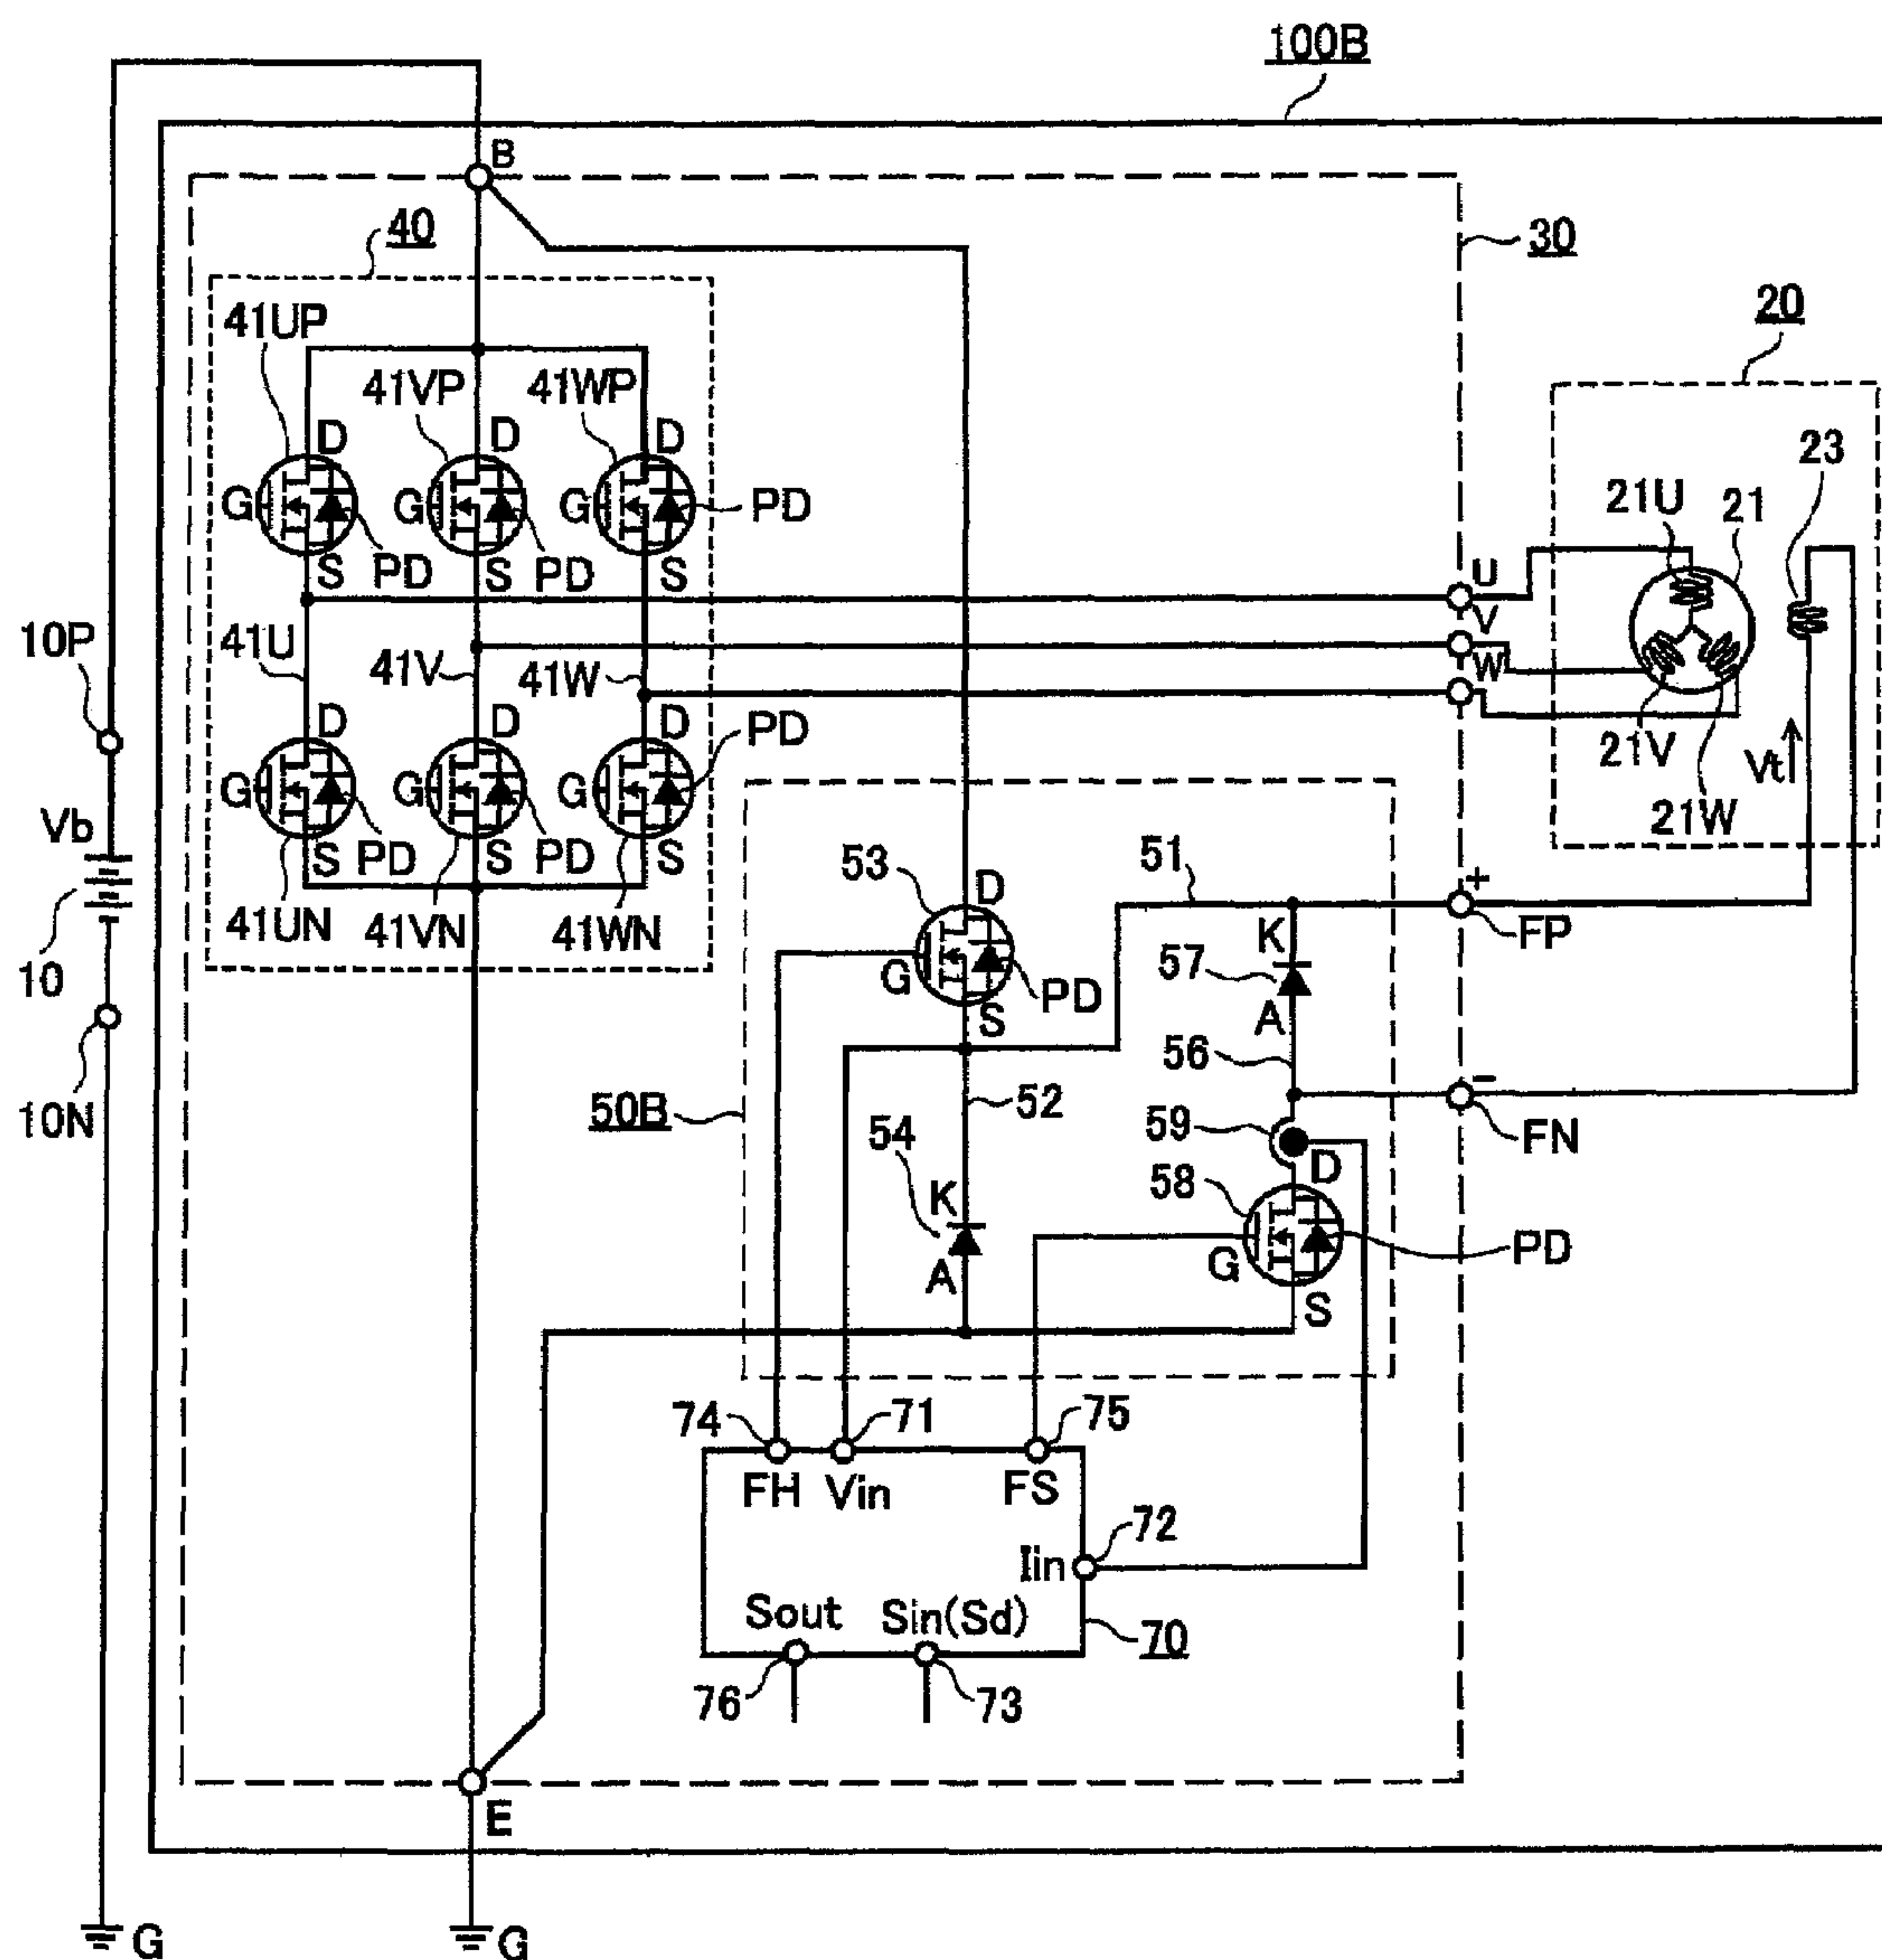 100B
B
40
30
41UP
20
41VP
41WP
23
D
D
D
21U
21
G
G
G
PD
S
PD
S
PD
S
U
V
W
10P
41U
41V
41W
D
D
D
PD
21V
Vt
G
G
G
21W
Vb
S
PD
S
PD
S
53
D
51
+
41UN
41VN
41WN
K
FP
10
G
57
PD
S
A
56
-
10N
50B
52
59
FN
54
D
58
K
A
G
PD
S
74
71
75
FH
Vin
FS
72
Iin
Sout
Sin(Sd)
70
76
73
E
G
G